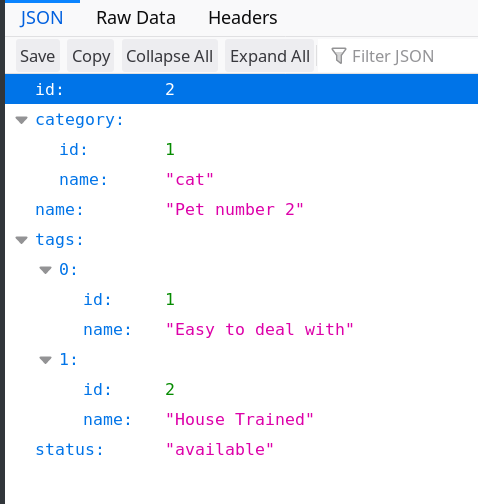 JSON Raw Data Headers
Save Copy Collapse All Expand All Filter JSON
id: 2
category:
id: 1
name: "cat"
name: "Pet number 2"
tags:
0:
id: 1
name: "Easy to deal with"
1:
id: 2
name: "House Trained"
status: "available"